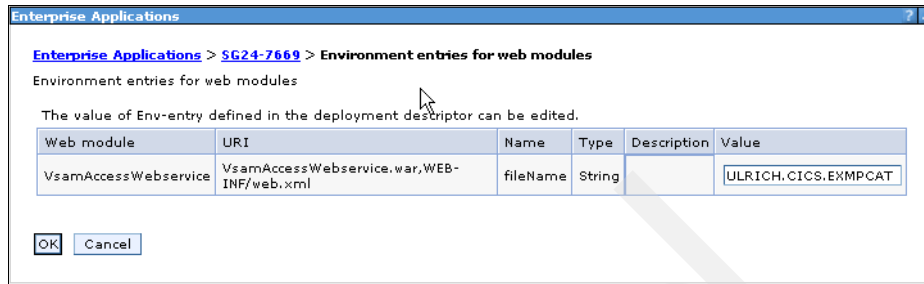 Enterprise Applications ?
Enterprise Applications > SG24-7669 > Environment entries for web modules
Environment entries for web modules
The value of Env-entry defined in the deployment descriptor can be edited.
Web module URI Name Type Description Value
VsamAccessWebservice VsamAccessWebservice.war,WEB-INF/web.xml fileName String ULRICH.CICS.EXMPCAT
OK Cancel